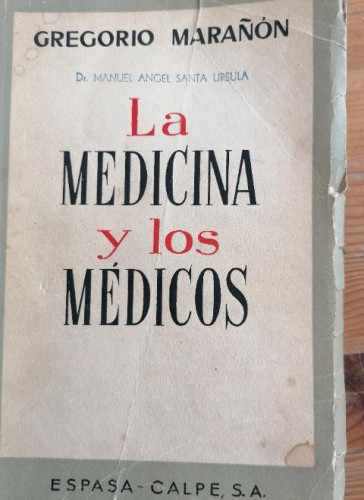 GREGORIO MARAÑÓN
Dr. MANUEL ANGEL SANTA URSULA
La
MEDICINA
y los
MÉDICOS
ESPASA-CALPE, S.A.